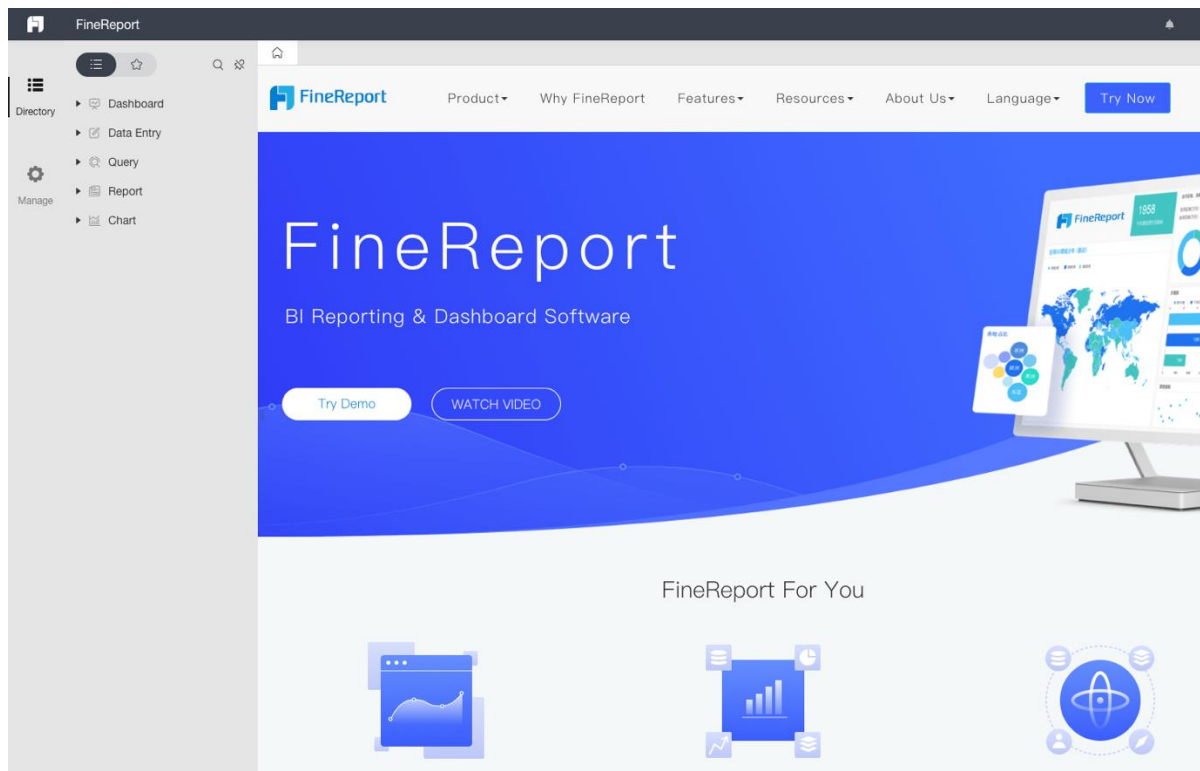 FineReport
Directory
Manage
Dashboard
Data Entry
Query
Report
Chart
FineReport
Product
Why FineReport
Features
Resources
About Us
Language
Try Now
FineReport
BI Reporting & Dashboard Software
Try Demo
WATCH VIDEO
FineReport
1958
FineReport For You